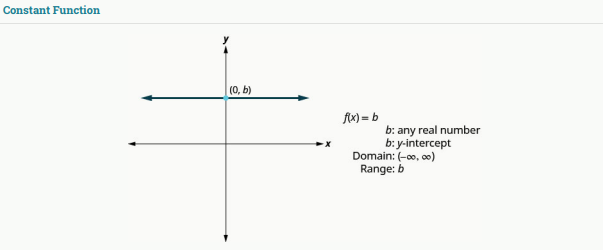 Constant Function
y
(0, b)
x
f(x) = b
b: any real number
b: y-intercept
Domain: (–∞, ∞)
Range: b